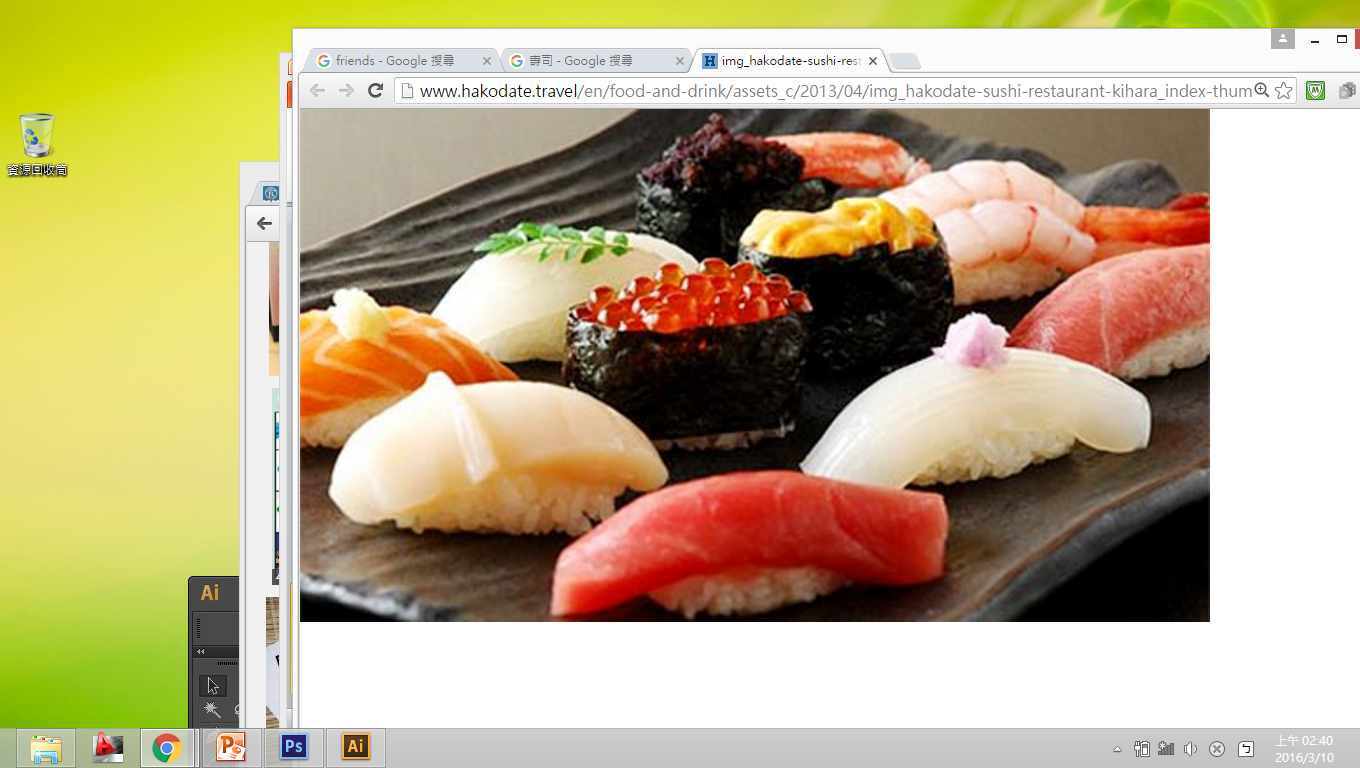 friends - Google 搜尋
壽司 - Google 搜尋
img_hakodate-sushi-rest
www.hakodate.travel/en/food-and-drink/assets_c/2013/04/img_hakodate-sushi-restaurant-kihara_index-thum
資源回收筒
Ai
Ps
Ai
上午 02:40
2016/3/10